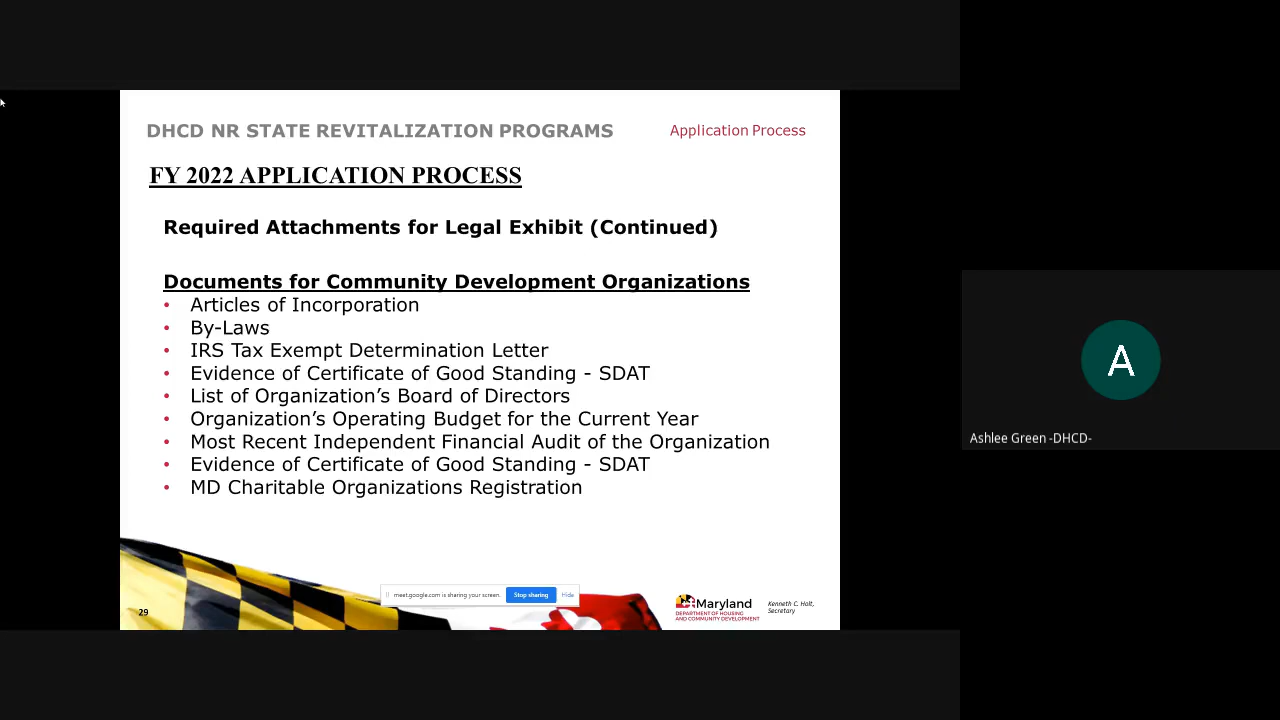 DHCD NR STATE REVITALIZATION PROGRAMS
Application Process
FY 2022 APPLICATION PROCESS
Required Attachments for Legal Exhibit (Continued)
Documents for Community Development Organizations
• Articles of Incorporation
• By-Laws
• IRS Tax Exempt Determination Letter
• Evidence of Certificate of Good Standing - SDAT
• List of Organization’s Board of Directors
• Organization’s Operating Budget for the Current Year
• Most Recent Independent Financial Audit of the Organization
• Evidence of Certificate of Good Standing - SDAT
• MD Charitable Organizations Registration
A
Ashlee Green -DHCD-
meet.google.com is sharing your screen.
Stop sharing
Hide
29
Maryland
DEPARTMENT OF HOUSING
AND COMMUNITY DEVELOPMENT
Kenneth C. Holt,
Secretary